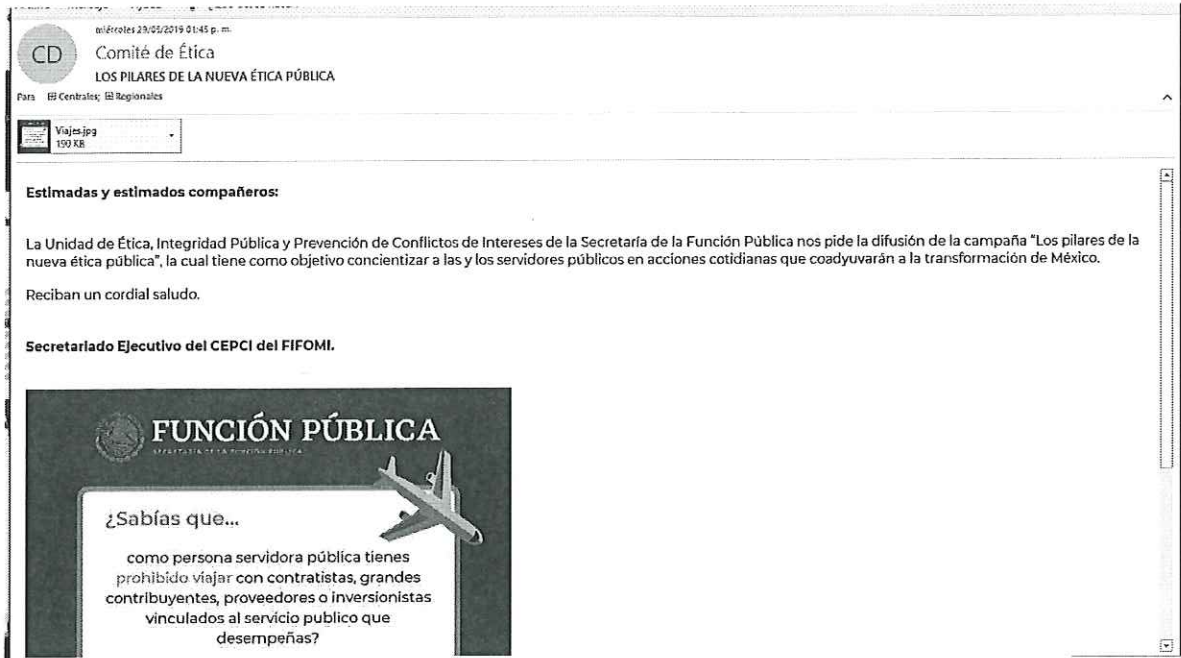 miércoles 29/05/2019 01:45 p. m.
CD
Comité de Ética
LOS PILARES DE LA NUEVA ÉTICA PÚBLICA
Para Centrales; Regionales
Viajes.jpg
190 KB
Estimadas y estimados compañeros:
La Unidad de Ética, Integridad Pública y Prevención de Conflictos de Intereses de la Secretaría de la Función Pública nos pide la difusión de la campaña “Los pilares de la
nueva ética pública”, la cual tiene como objetivo concientizar a las y los servidores públicos en acciones cotidianas que coadyuvarán a la transformación de México.
Reciban un cordial saludo.
Secretariado Ejecutivo del CEPCI del FIFOMI.
FUNCIÓN PÚBLICA
SECRETARÍA DE LA FUNCIÓN PÚBLICA
¿Sabías que...
como persona servidora pública tienes
prohibido viajar con contratistas, grandes
contribuyentes, proveedores o inversionistas
vinculados al servicio publico que
desempeñas?